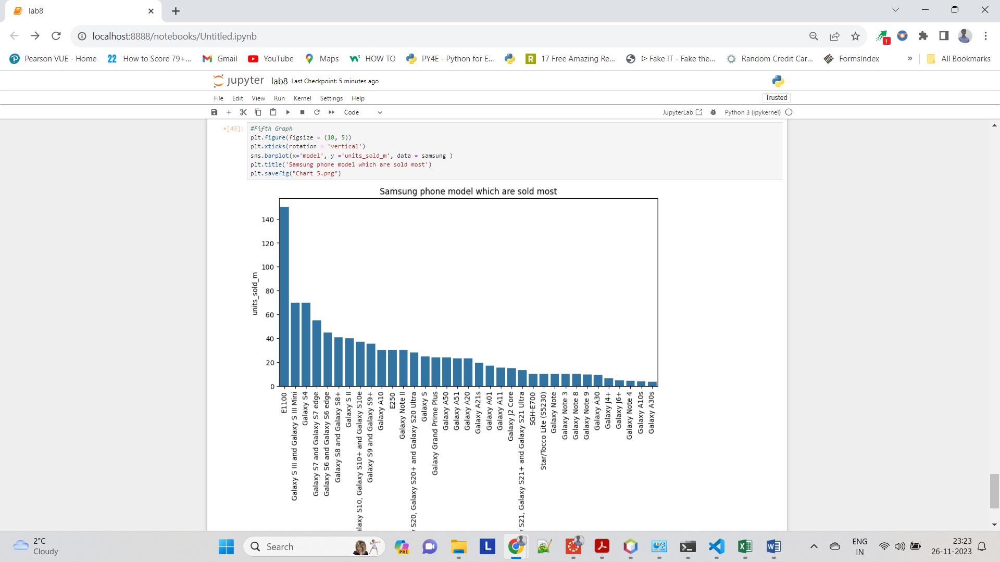 lab8
localhost:8888/notebooks/Untitled.ipynb
Pearson VUE - Home
22 How to Score 79+...
Gmail
YouTube
Maps
HOW TO
PY4E - Python for E...
R 17 Free Amazing Re...
Fake IT - Fake the...
Random Credit Car...
FormsIndex
»
All Bookmarks
jupyter lab8 Last Checkpoint: 5 minutes ago
File Edit View Run Kernel Settings Help
Trusted
Code
JupyterLab
Python 3 (ipykernel)
•[49]:
#Fifth Graph
plt.figure(figsize = (10, 5))
plt.xticks(rotation = 'vertical')
sns.barplot(x='model', y ='units_sold_m', data = samsung )
plt.title('Samsung phone model which are sold most')
plt.savefig("Chart 5.png")
Samsung phone model which are sold most
units_sold_m
140
120
100
80
60
40
20
0
E1100
Galaxy S III and Galaxy S III Mini
Galaxy S4
Galaxy S7 and Galaxy S7 edge
Galaxy S6 and Galaxy S6 edge
Galaxy S8 and Galaxy S8+
Galaxy S II
laxy S10, Galaxy S10+ and Galaxy S10e
Galaxy S9 and Galaxy S9+
Galaxy A10
E250
Galaxy Note II
S20, Galaxy S20+ and Galaxy S20 Ultra
Galaxy S
Galaxy Grand Prime Plus
Galaxy A50
Galaxy A51
Galaxy A20
Galaxy A21s
Galaxy A01
Galaxy A11
Galaxy J2 Core
S21, Galaxy S21+ and Galaxy S21 Ultra
SGH-E700
Star/Tocco Lite (S5230)
Galaxy Note
Galaxy Note 3
Galaxy Note 8
Galaxy Note 9
Galaxy A30
Galaxy J4+
Galaxy J6+
Galaxy Note 4
Galaxy A10s
Galaxy A30s
2°C
Cloudy
Search
PRE
L
ENG
IN
23:23
26-11-2023